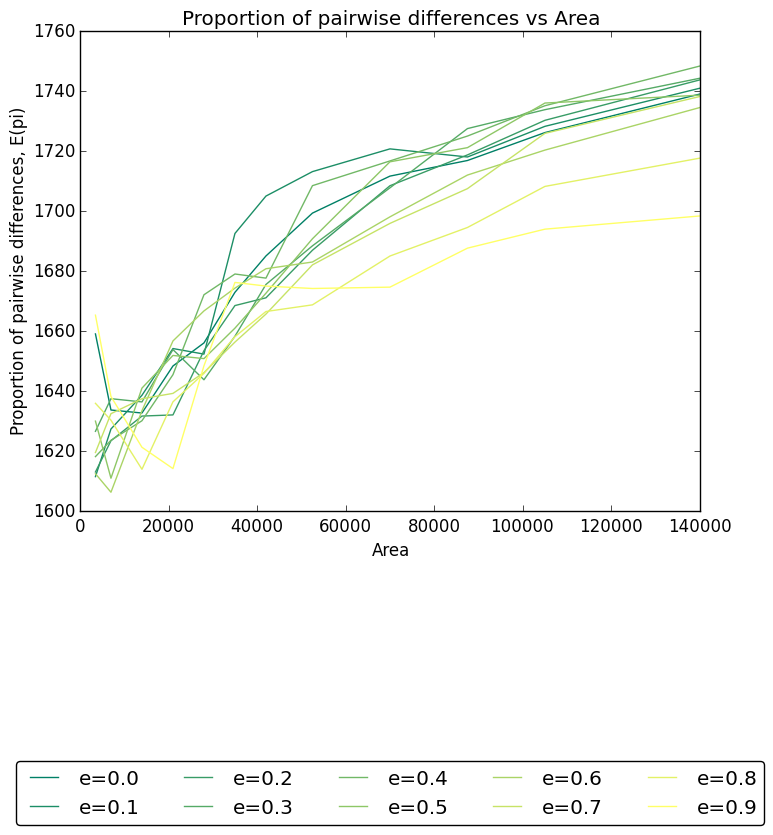 Proportion of pairwise differences vs Area
1760
1740
1720
1700
1680
1660
1640
1620
1600
Proportion of pairwise differences, E(pi)
0 20000 40000 60000 80000 100000 120000 140000
Area
e=0.0 e=0.2 e=0.4 e=0.6 e=0.8
e=0.1 e=0.3 e=0.5 e=0.7 e=0.9